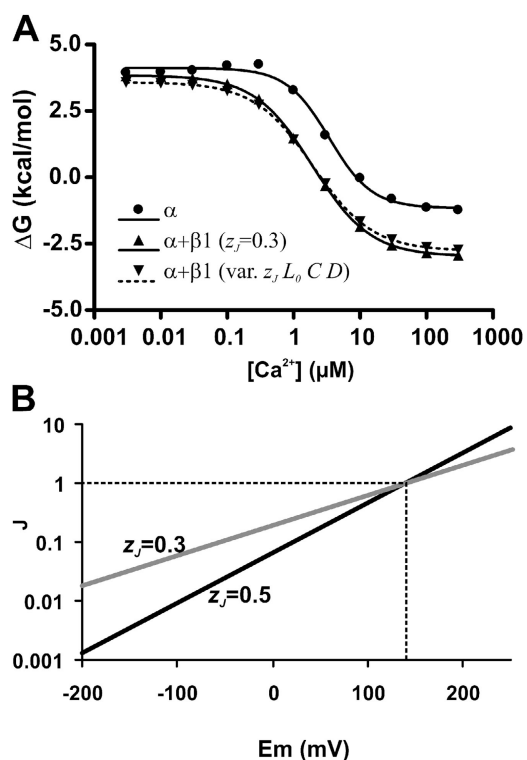 A
ΔG (kcal/mol)
5.0
2.5
0.0
-2.5
-5.0
α
α+β1 (zJ=0.3)
α+β1 (var. zJ L0 C D)
0.001 0.01 0.1 1 10 100 1000
[Ca2+] (µM)
B
J
10
1
0.1
0.01
0.001
zJ=0.3
zJ=0.5
-200 -100 0 100 200
Em (mV)